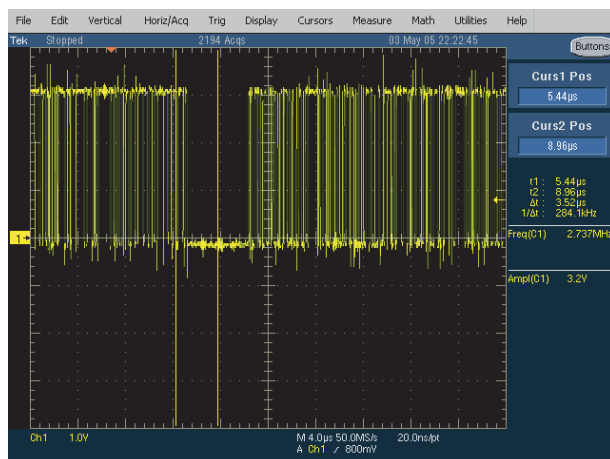 File Edit Vertical Horiz/Acq Trig Display Cursors Measure Math Utilities Help
Tek Stopped 2194 Acqs 03 May 05 22:22:45
Buttons
Curs1 Pos
5.44µs
Curs2 Pos
8.96µs
t1 : 5.44µs
t2 : 8.96µs
Δt : 3.52µs
1/Δt : 284.1kHz
1
Freq(C1) 2.737MHz
Ampl(C1) 3.2V
Ch1 1.0V M 4.0µs 50.0MS/s 20.0ns/pt
A Ch1 ∕ 800mV